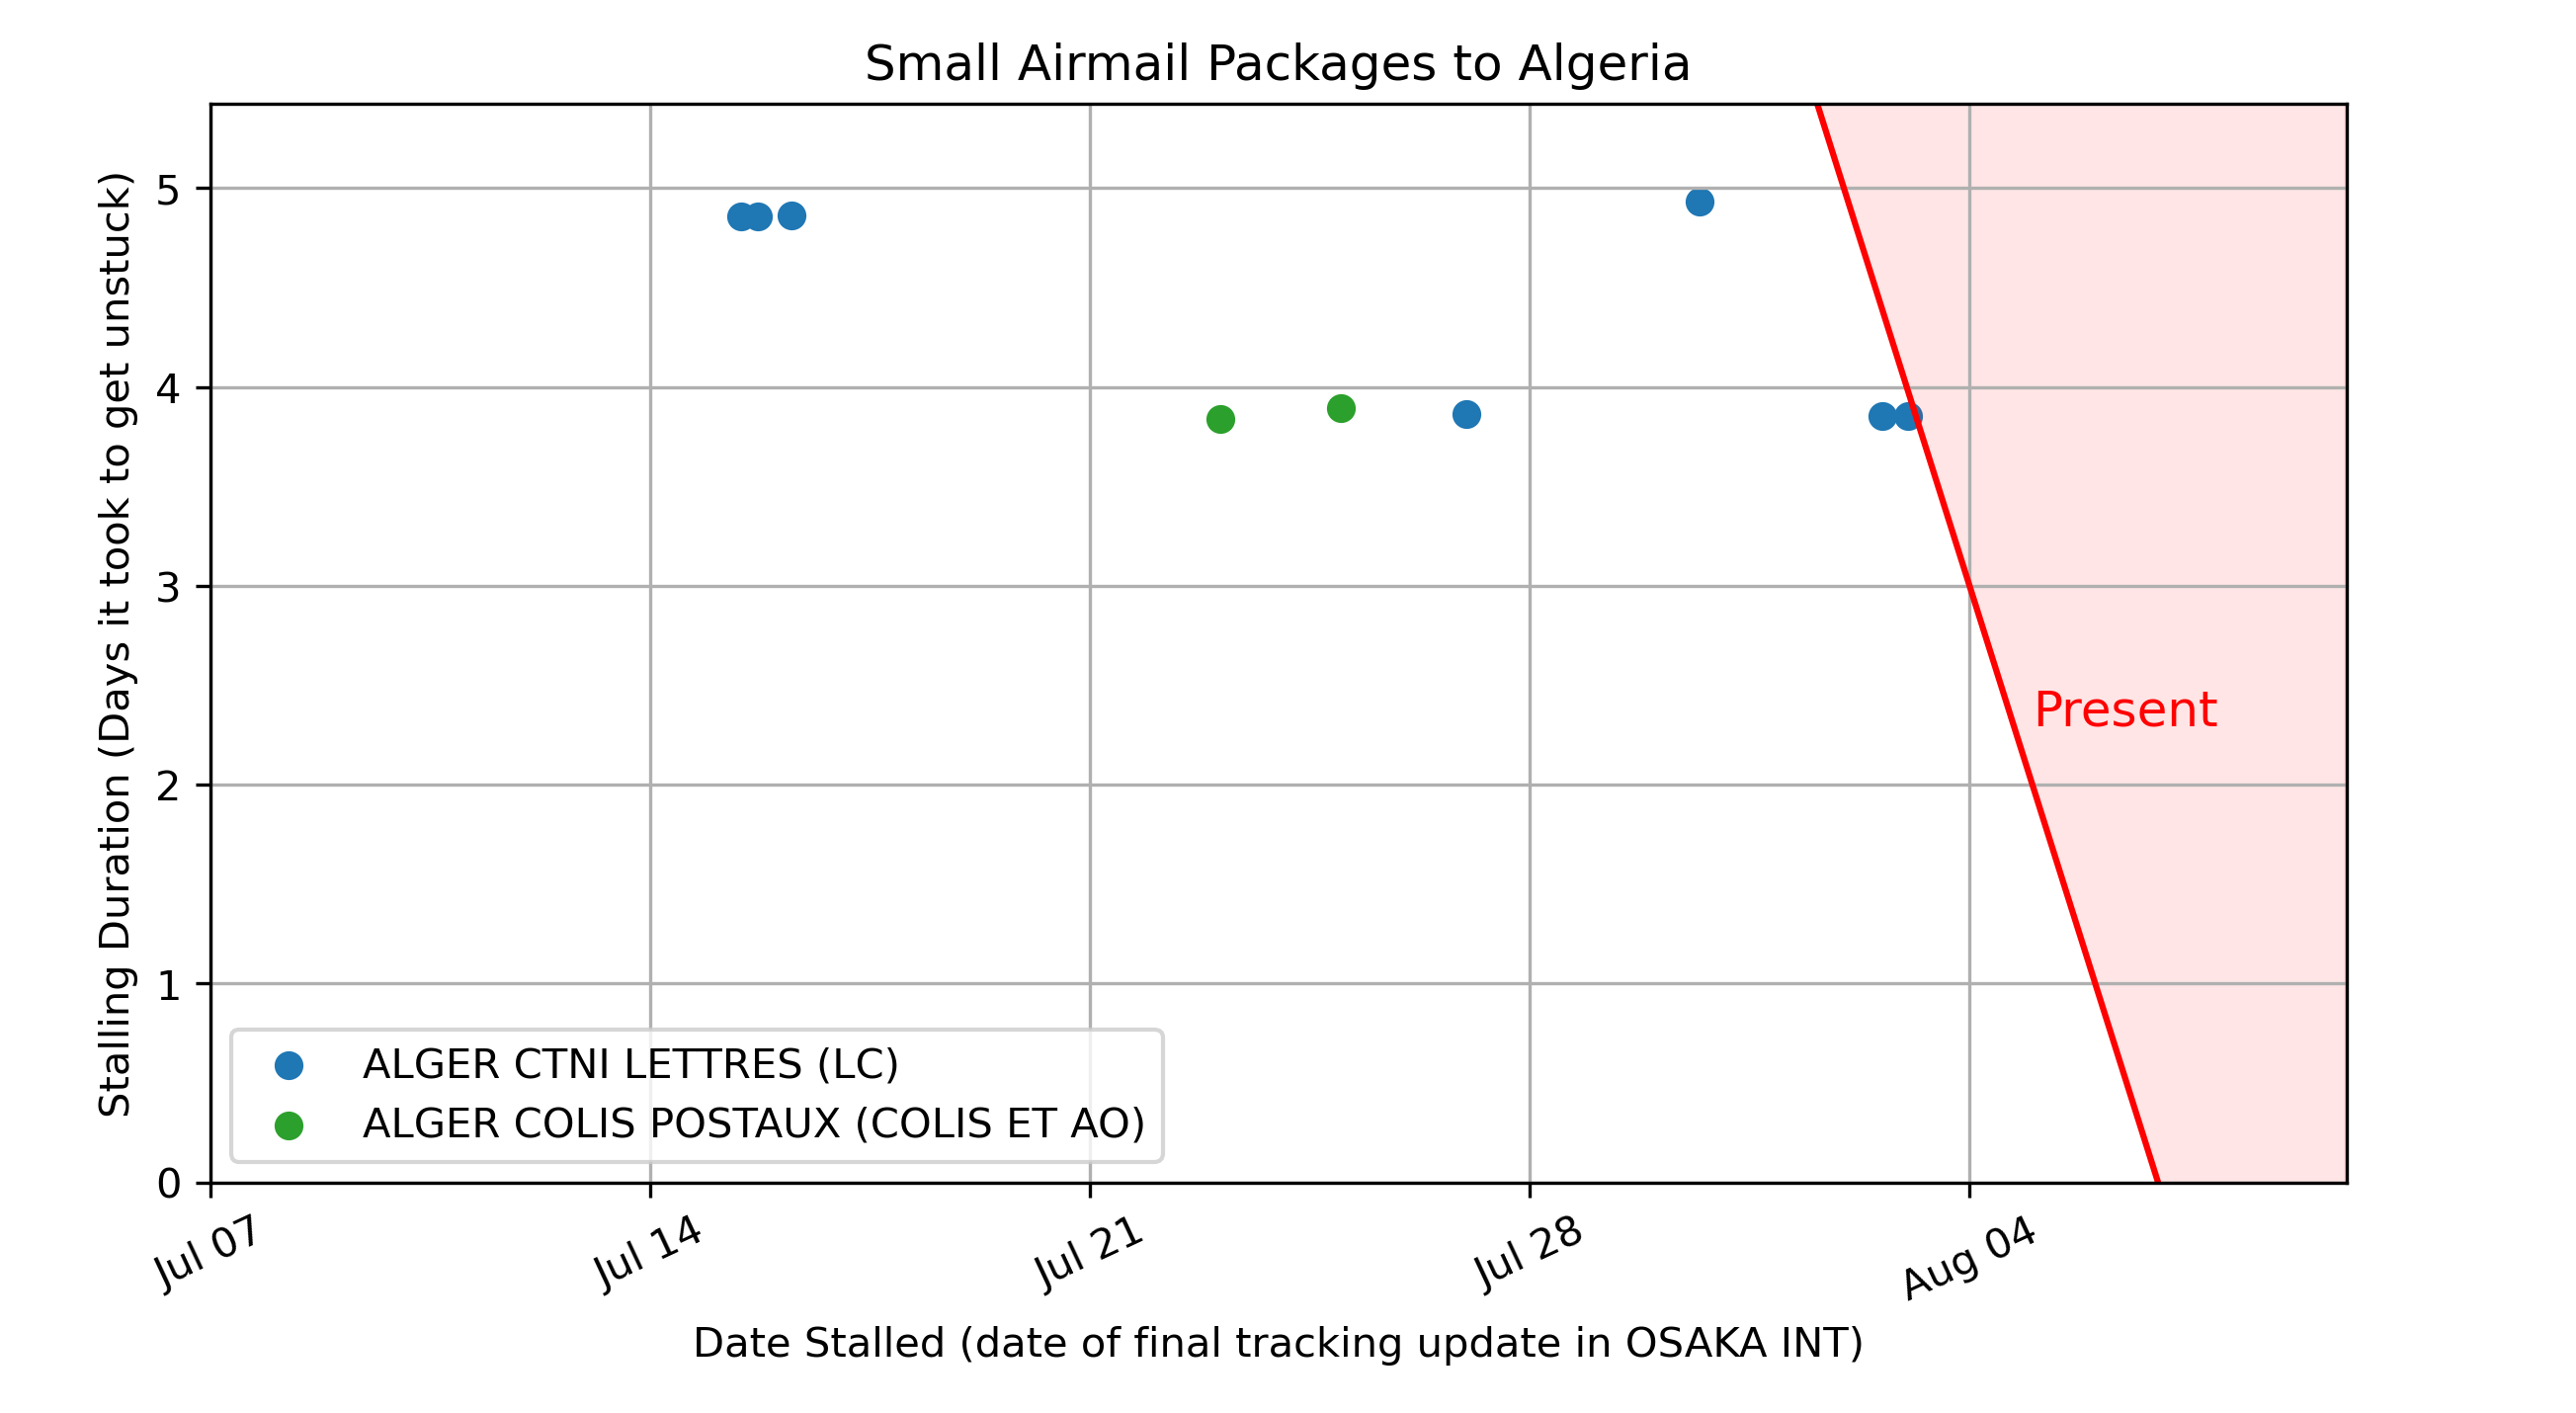 Small Airmail Packages to Algeria
Stalling Duration (Days it took to get unstuck)
5
4
3
2
1
0
Present
ALGER CTNI LETTRES (LC)
ALGER COLIS POSTAUX (COLIS ET AO)
Jul 07
Jul 14
Jul 21
Jul 28
Aug 04
Date Stalled (date of final tracking update in OSAKA INT)